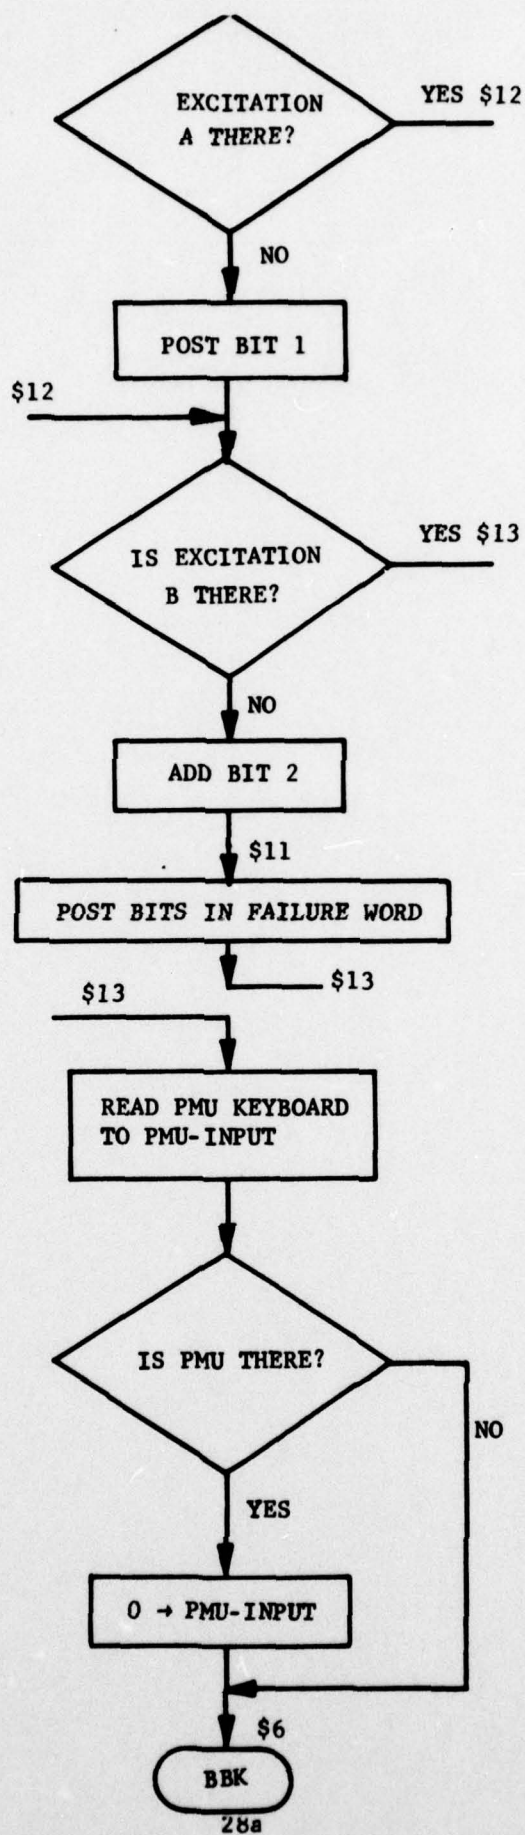 EXCITATION
A THERE?
YES $12
NO
POST BIT 1
$12
IS EXCITATION
B THERE?
YES $13
NO
ADD BIT 2
$11
POST BITS IN FAILURE WORD
$13
$13
READ PMU KEYBOARD
TO PMU-INPUT
IS PMU THERE?
NO
YES
0 → PMU-INPUT
$6
BBK
28a